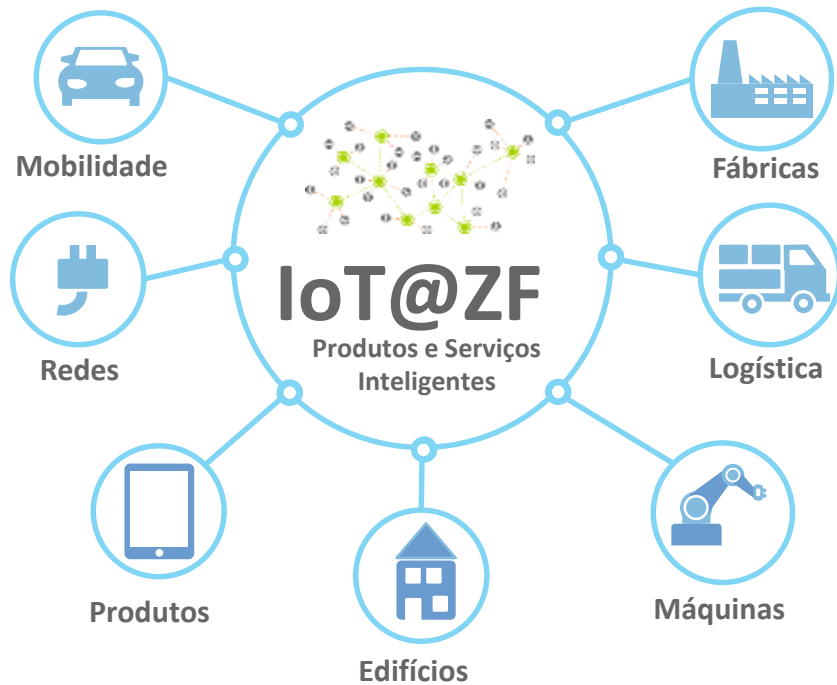 Mobilidade
Fábricas
IoT@ZF
Produtos e Serviços
Inteligentes
Redes
Logística
Produtos
Máquinas
Edifícios